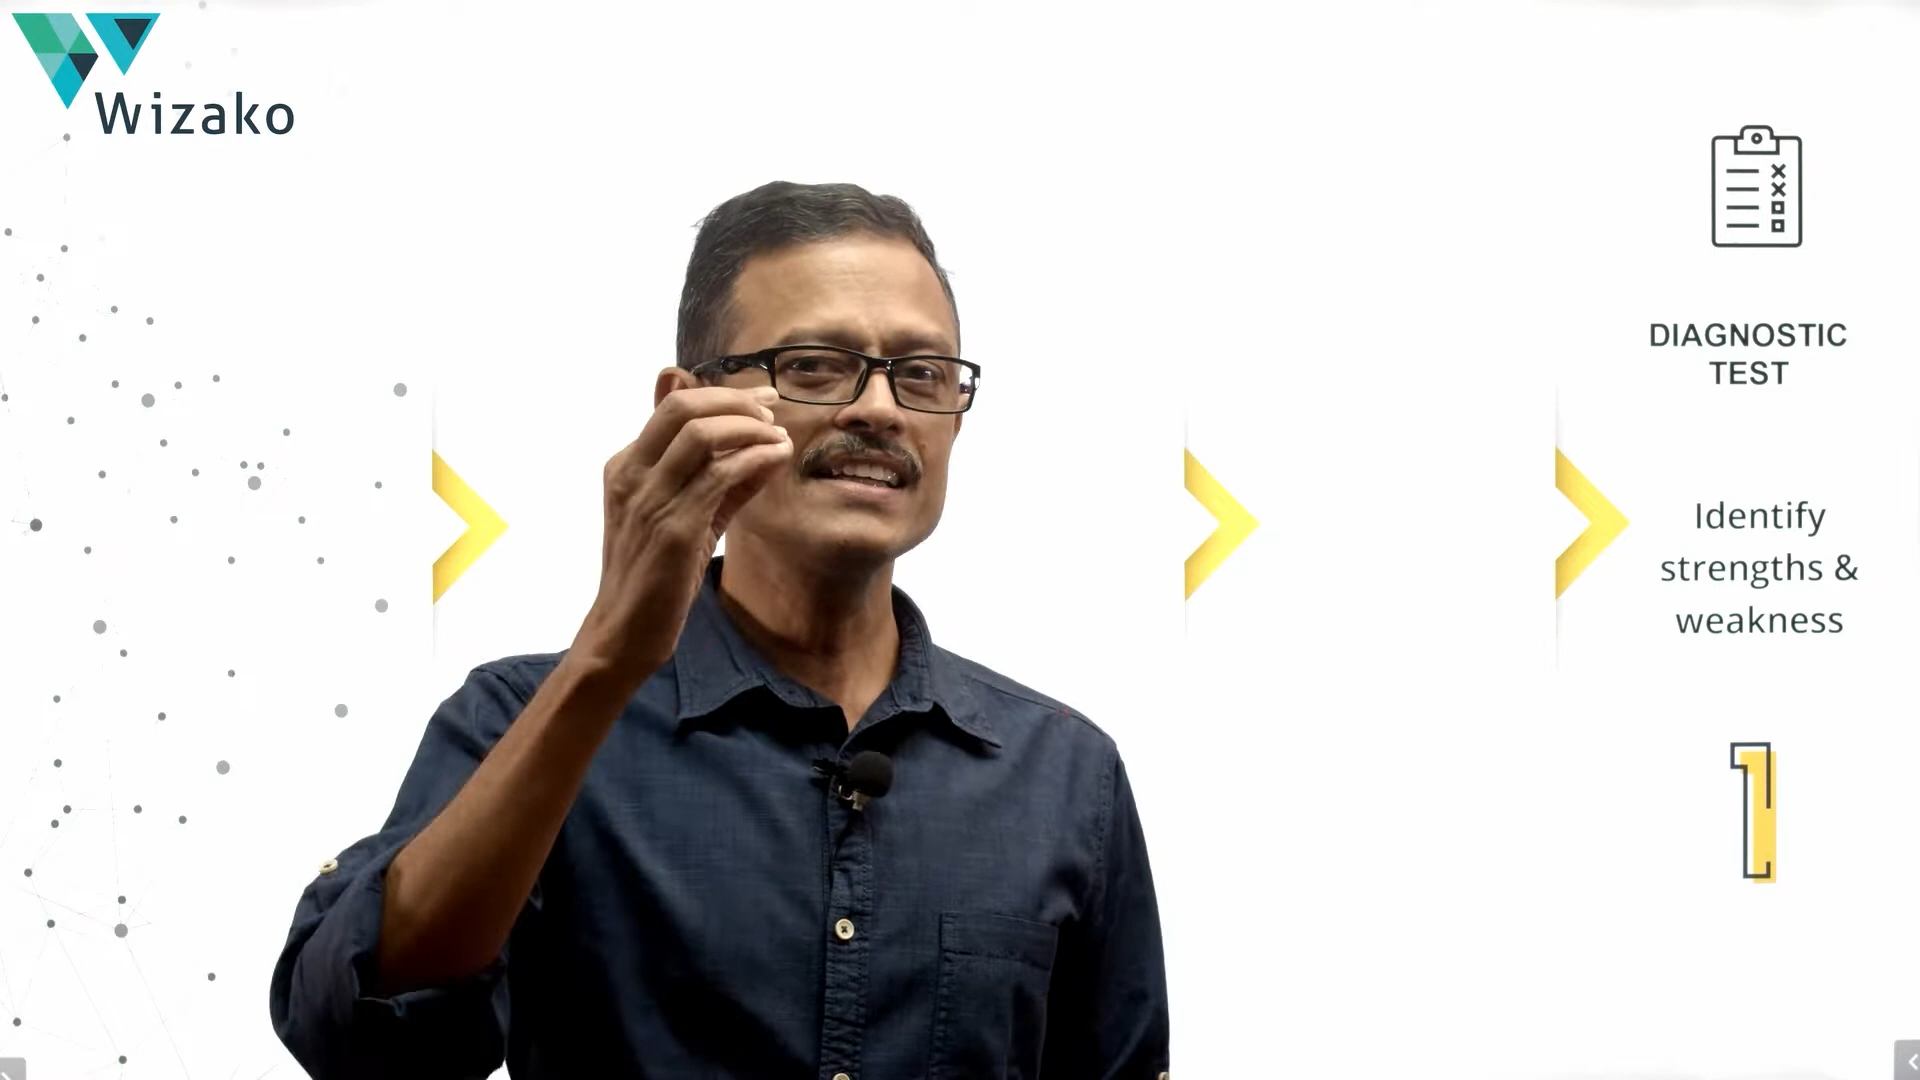 Wizako
DIAGNOSTIC
TEST
Identify
strengths &
weakness
1